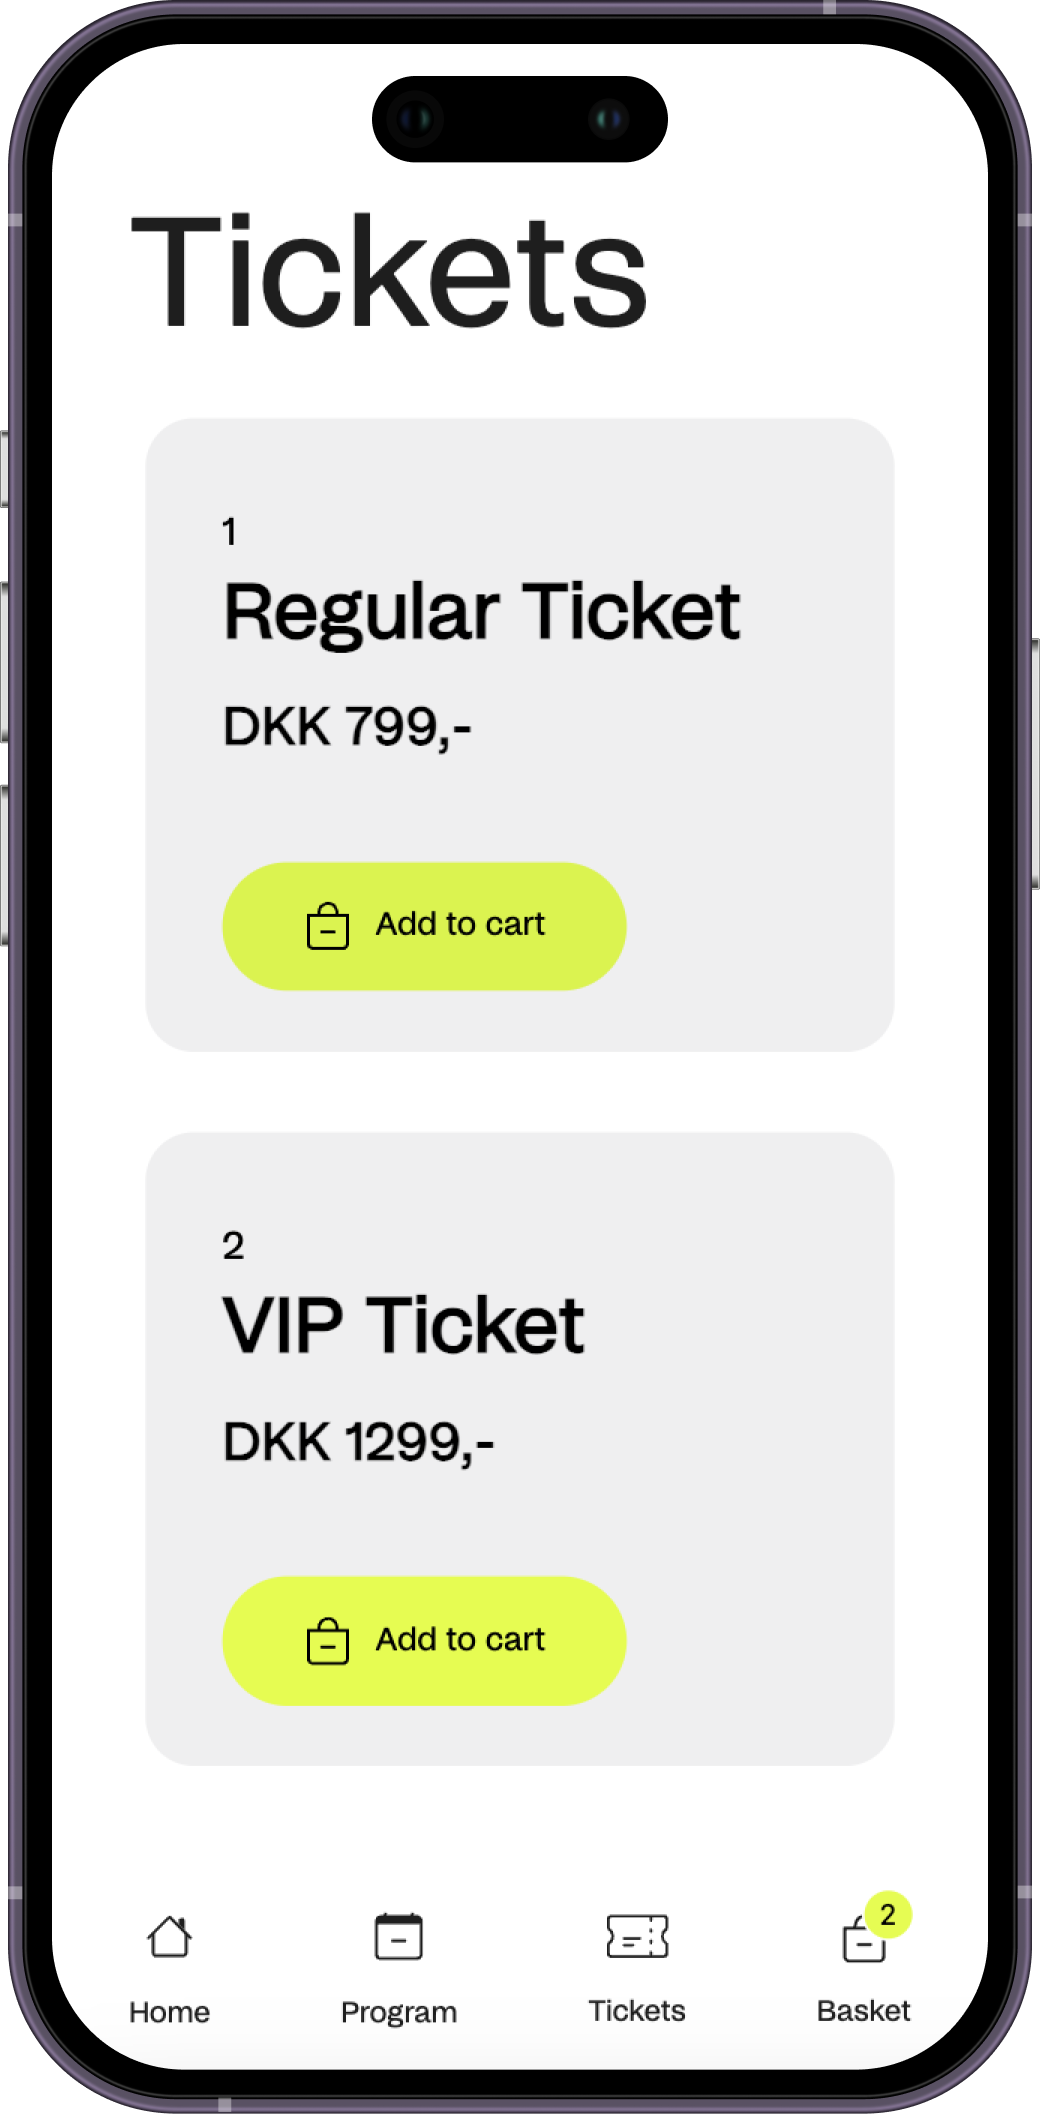 Tickets
1
Regular Ticket
DKK 799,-
Add to cart
2
VIP Ticket
DKK 1299,-
Add to cart
2
Home Program Tickets Basket